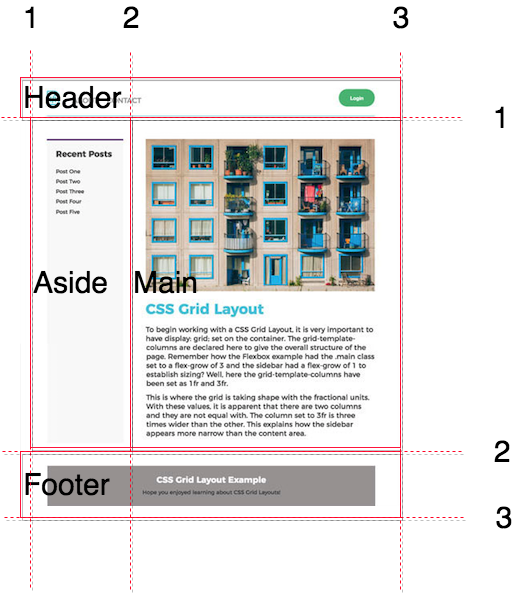 1 2 3
Header
CONTACT
Login
1
Recent Posts
Post One
Post Two
Post Three
Post Four
Post Five
Aside Main
CSS Grid Layout
To begin working with a CSS Grid Layout, it is very important to
have display: grid; set on the container. The grid-template-
columns are declared here to give the overall structure of the
page. Remember how the Flexbox example had the .main class
set to a flex-grow of 3 and the sidebar had a flex-grow of 1 to
establish sizing? Well, here the grid-template-columns have
been set as 1fr and 3fr.
This is where the grid is taking shape with the fractional units.
With these values, it is apparent that there are two columns
and they are not equal with. The column set to 3fr is three
times wider than the other. This explains how the sidebar
appears more narrow than the content area.
2
Footer
CSS Grid Layout Example
Hope you enjoyed learning about CSS Grid Layouts!
3